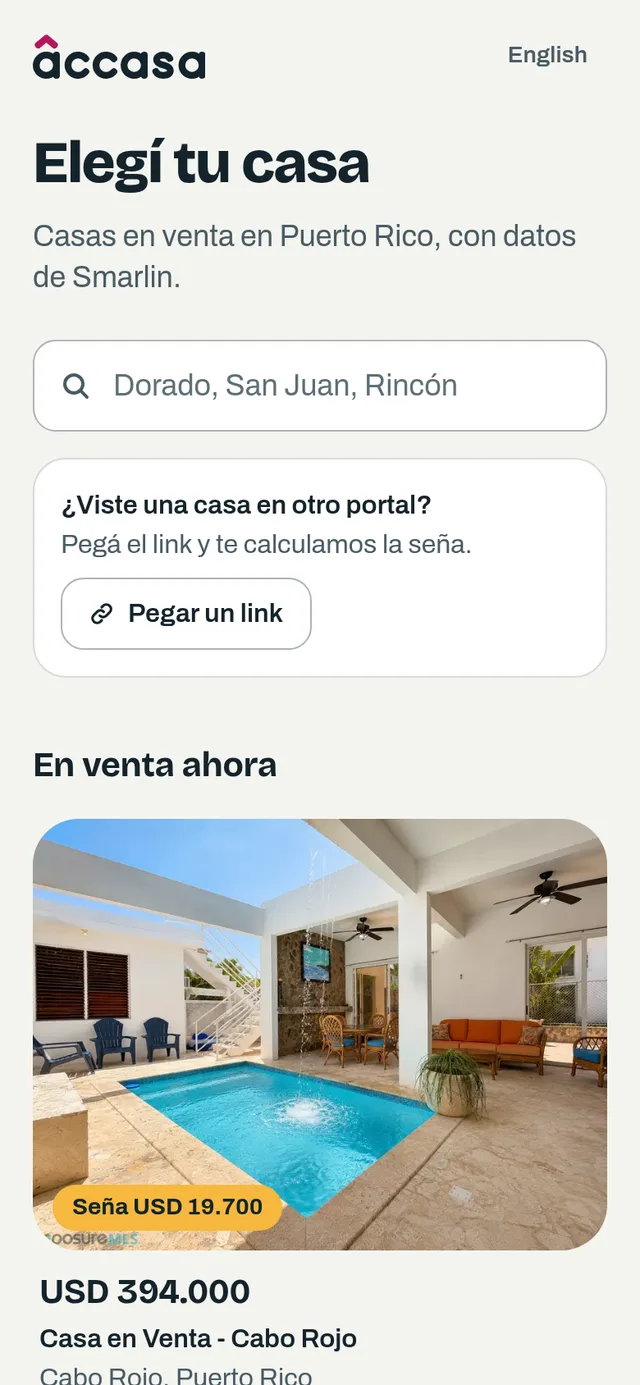 accasa
English
Elegí tu casa
Casas en venta en Puerto Rico, con datos
de Smarlin.
Dorado, San Juan, Rincón
¿Viste una casa en otro portal?
Pegá el link y te calculamos la seña.
Pegar un link
En venta ahora
Seña USD 19.700
USD 394.000
Casa en Venta - Cabo Rojo
Cabo Rojo, Puerto Rico